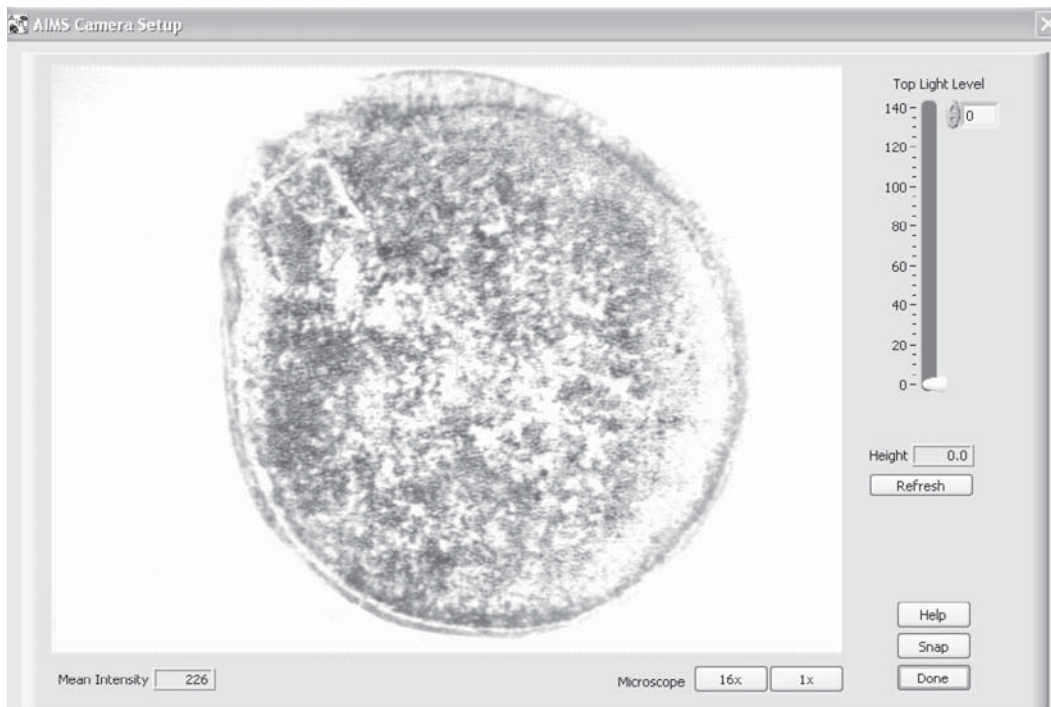 AIMS Camera Setup
Top Light Level
140
0
120
100
80
60
40
20
0
Height 0.0
Refresh
Help
Snap
Mean Intensity 226
Microscope 16x 1x
Done